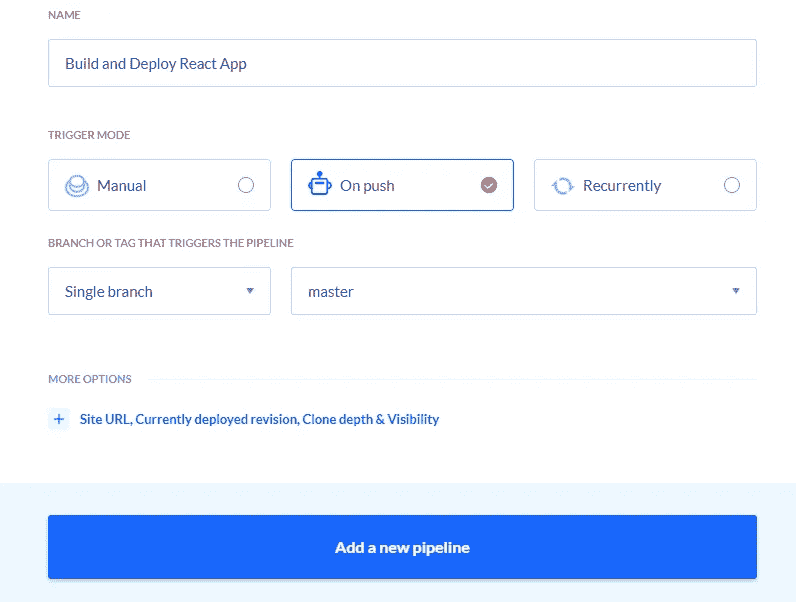 NAME
Build and Deploy React App
TRIGGER MODE
Manual
On push
Recurrently
BRANCH OR TAG THAT TRIGGERS THE PIPELINE
Single branch
master
MORE OPTIONS
+ Site URL, Currently deployed revision, Clone depth & Visibility
Add a new pipeline